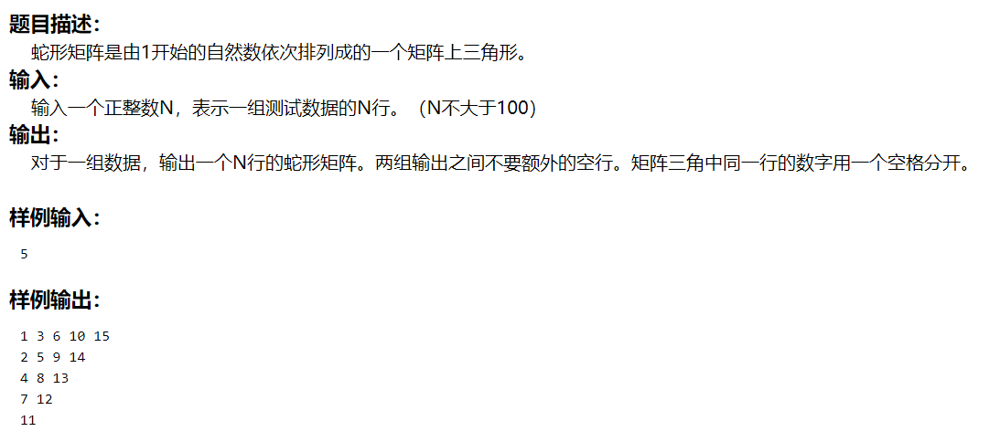 题目描述：
蛇形矩阵是由1开始的自然数依次排列成的一个矩阵上三角形。
输入：
输入一个正整数N，表示一组测试数据的N行。（N不大于100）
输出：
对于一组数据，输出一个N行的蛇形矩阵。两组输出之间不要额外的空行。矩阵三角中同一行的数字用一个空格分开。
样例输入：
5
样例输出：
1 3 6 10 15
2 5 9 14
4 8 13
7 12
11